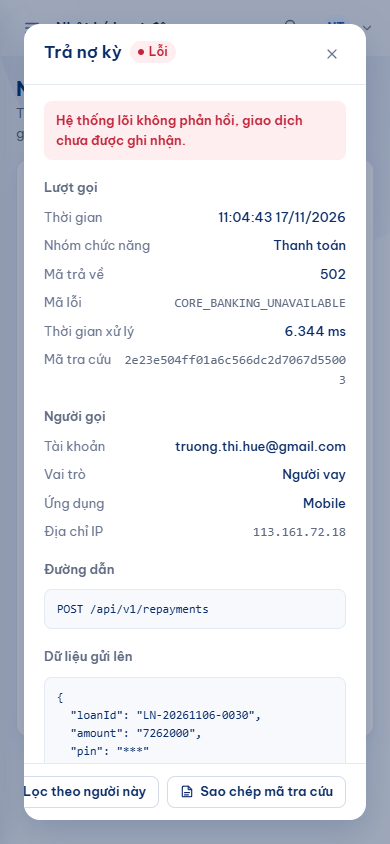 Trả nợ kỳ
Lỗi
Hệ thống lõi không phản hồi, giao dịch
chưa được ghi nhận.
Lượt gọi
Thời gian 11:04:43 17/11/2026
Nhóm chức năng Thanh toán
Mã trả về 502
Mã lỗi CORE_BANKING_UNAVAILABLE
Thời gian xử lý 6.344 ms
Mã tra cứu 2e23e504ff01a6c566dc2d7067d5500
3
Người gọi
Tài khoản truong.thi.hue@gmail.com
Vai trò Người vay
Ứng dụng Mobile
Địa chỉ IP 113.161.72.18
Đường dẫn
POST /api/v1/repayments
Dữ liệu gửi lên
{
"loanId": "LN-20261106-0030",
"amount": "7262000",
"pin": "***"
Lọc theo người này
Sao chép mã tra cứu